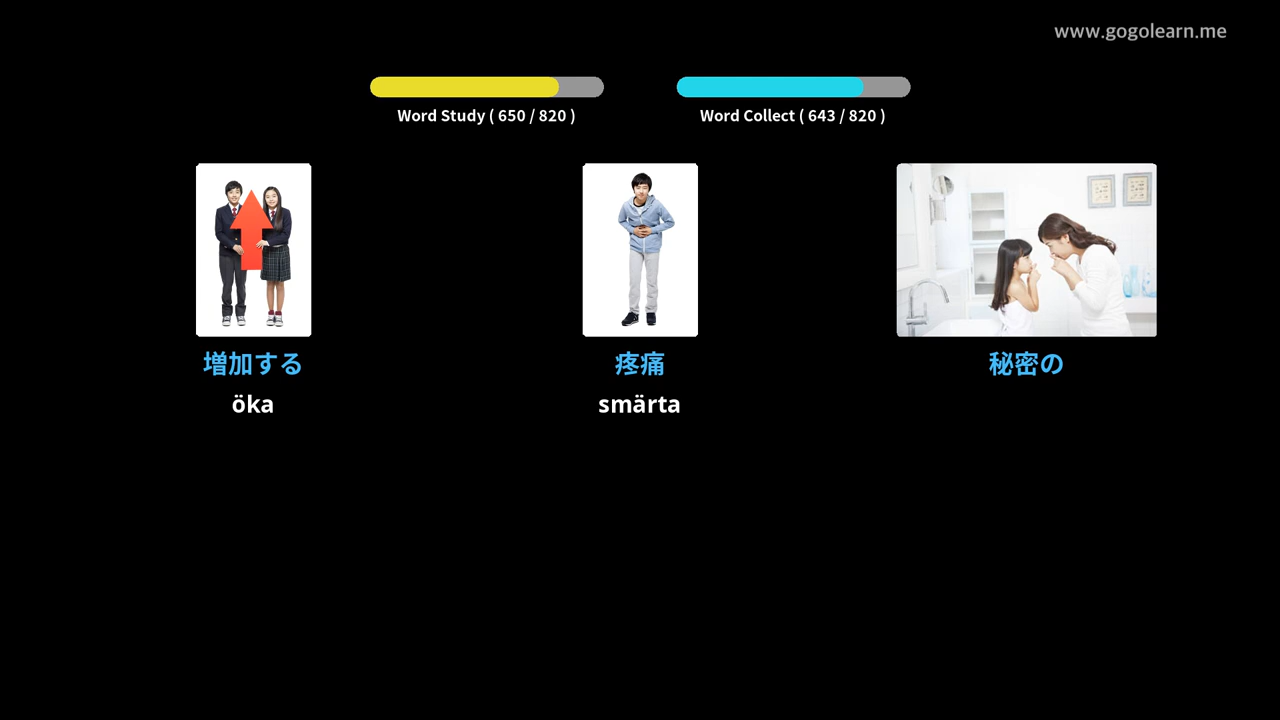 www.gogolearn.me
Word Study ( 650 / 820 )
Word Collect ( 643 / 820 )
増加する
疼痛
秘密の
öka
smärta